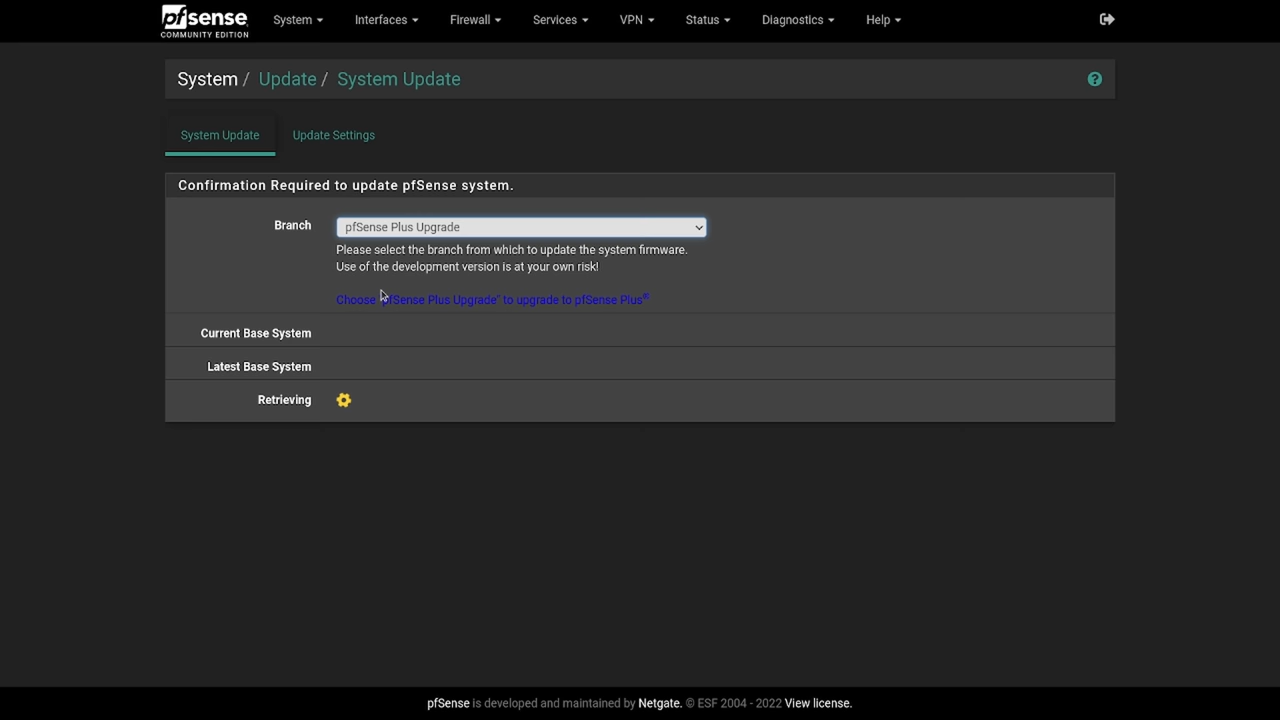 pfsense
COMMUNITY EDITION
System Interfaces Firewall Services VPN Status Diagnostics Help
System / Update / System Update
System Update Update Settings
Confirmation Required to update pfSense system.
Branch pfSense Plus Upgrade
Please select the branch from which to update the system firmware.
Use of the development version is at your own risk!
Choose "pfSense Plus Upgrade" to upgrade to pfSense Plus®
Current Base System
Latest Base System
Retrieving
pfSense is developed and maintained by Netgate. © ESF 2004 - 2022 View license.